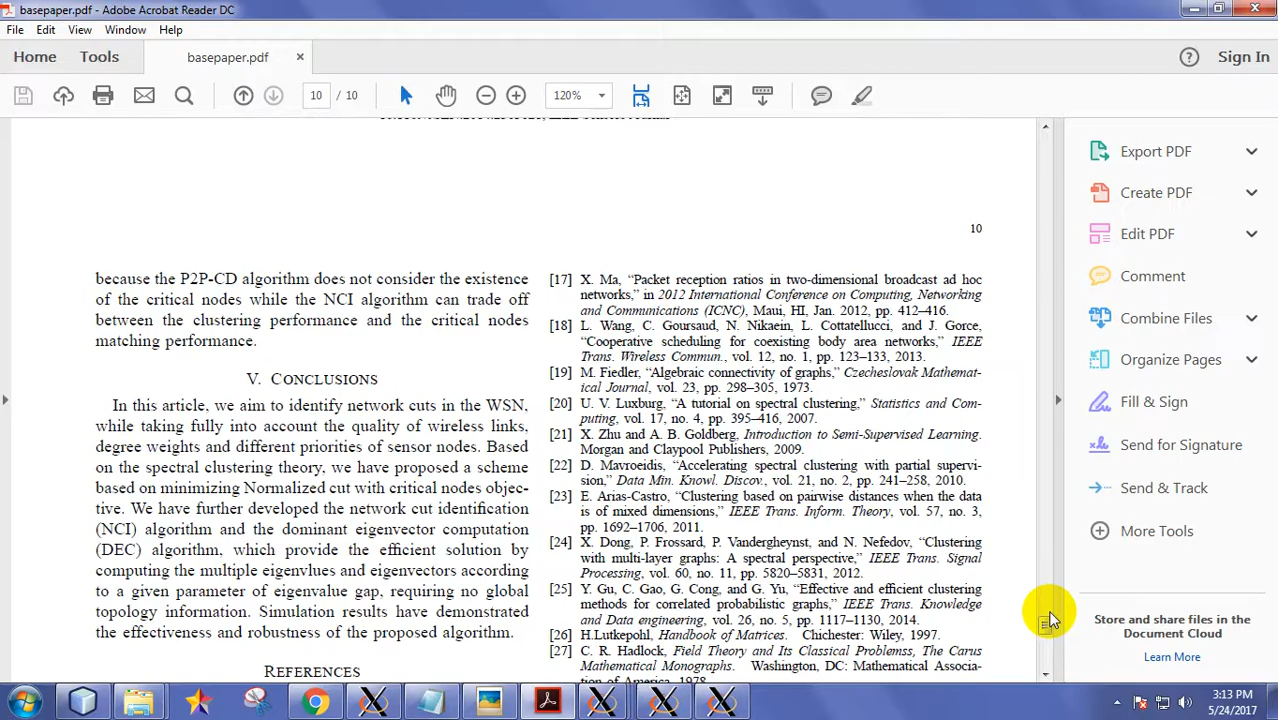 basepaper.pdf - Adobe Acrobat Reader DC
File Edit View Window Help
Home Tools basepaper.pdf × Sign In
10 / 10 120%
10
because the P2P-CD algorithm does not consider the existence
of the critical nodes while the NCI algorithm can trade off
between the clustering performance and the critical nodes
matching performance.
V. CONCLUSIONS
In this article, we aim to identify network cuts in the WSN,
while taking fully into account the quality of wireless links,
degree weights and different priorities of sensor nodes. Based
on the spectral clustering theory, we have proposed a scheme
based on minimizing Normalized cut with critical nodes objec-
tive. We have further developed the network cut identification
(NCI) algorithm and the dominant eigenvector computation
(DEC) algorithm, which provide the efficient solution by
computing the multiple eigenvlues and eigenvectors according
to a given parameter of eigenvalue gap, requiring no global
topology information. Simulation results have demonstrated
the effectiveness and robustness of the proposed algorithm.
REFERENCES
[17] X. Ma, “Packet reception ratios in two-dimensional broadcast ad hoc
networks,” in 2012 International Conference on Computing, Networking
and Communications (ICNC), Maui, HI, Jan. 2012, pp. 412–416.
[18] L. Wang, C. Goursaud, N. Nikaein, L. Cottatellucci, and J. Gorce,
“Cooperative scheduling for coexisting body area networks,” IEEE
Trans. Wireless Commun., vol. 12, no. 1, pp. 123–133, 2013.
[19] M. Fiedler, “Algebraic connectivity of graphs,” Czecheslovak Mathemat-
ical Journal, vol. 23, pp. 298–305, 1973.
[20] U. V. Luxburg, “A tutorial on spectral clustering,” Statistics and Com-
puting, vol. 17, no. 4, pp. 395–416, 2007.
[21] X. Zhu and A. B. Goldberg, Introduction to Semi-Supervised Learning.
Morgan and Claypool Publishers, 2009.
[22] D. Mavroeidis, “Accelerating spectral clustering with partial supervi-
sion,” Data Min. Knowl. Discov., vol. 21, no. 2, pp. 241–258, 2010.
[23] E. Arias-Castro, “Clustering based on pairwise distances when the data
is of mixed dimensions,” IEEE Trans. Inform. Theory, vol. 57, no. 3,
pp. 1692–1706, 2011.
[24] X. Dong, P. Frossard, P. Vandergheynst, and N. Nefedov, “Clustering
with multi-layer graphs: A spectral perspective,” IEEE Trans. Signal
Processing, vol. 60, no. 11, pp. 5820–5831, 2012.
[25] Y. Gu, C. Gao, G. Cong, and G. Yu, “Effective and efficient clustering
methods for correlated probabilistic graphs,” IEEE Trans. Knowledge
and Data engineering, vol. 26, no. 5, pp. 1117–1130, 2014.
[26] H.Lutkepohl, Handbook of Matrices. Chichester: Wiley, 1997.
[27] C. R. Hadlock, Field Theory and Its Classical Problemss, The Carus
Mathematical Monographs. Washington, DC: Mathematical Associa-
tion of America, 1978
Export PDF
Create PDF
Edit PDF
Comment
Combine Files
Organize Pages
Fill & Sign
Send for Signature
Send & Track
More Tools
Store and share files in the
Document Cloud
Learn More
3:13 PM
5/24/2017